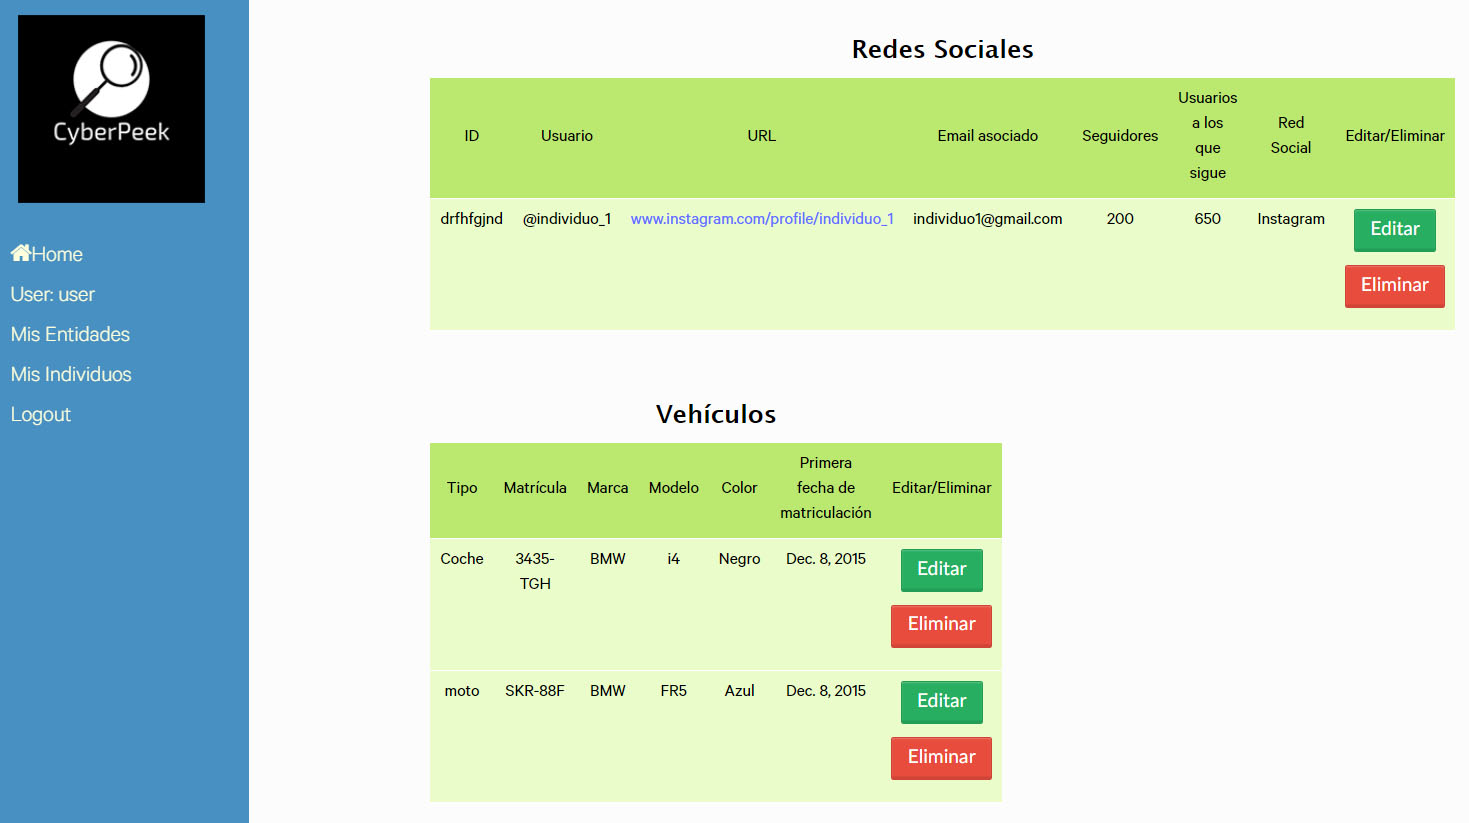 CyberPeek
Home
User: user
Mis Entidades
Mis Individuos
Logout
Redes Sociales
ID Usuario URL Email asociado Seguidores Usuarios a los que sigue Red Social Editar/Eliminar
drfhfgjnd @individuo_1 www.instagram.com/profile/individuo_1 individuo1@gmail.com 200 650 Instagram Editar
Eliminar
Vehículos
Tipo Matrícula Marca Modelo Color Primera fecha de matriculación Editar/Eliminar
Coche 3435-TGH BMW i4 Negro Dec. 8, 2015 Editar
Eliminar
moto SKR-88F BMW FR5 Azul Dec. 8, 2015 Editar
Eliminar